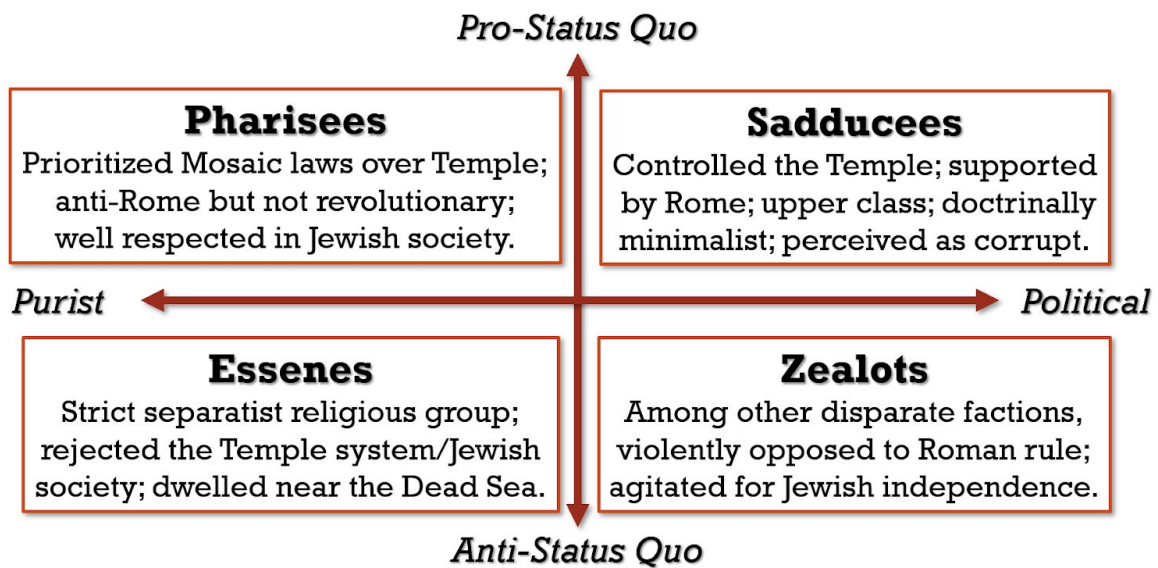 Pro-Status Quo
Pharisees
Prioritized Mosaic laws over Temple;
anti-Rome but not revolutionary;
well respected in Jewish society.
Sadducees
Controlled the Temple; supported
by Rome; upper class; doctrinally
minimalist; perceived as corrupt.
Purist
Political
Essenes
Strict separatist religious group;
rejected the Temple system/Jewish
society; dwelled near the Dead Sea.
Zealots
Among other disparate factions,
violently opposed to Roman rule;
agitated for Jewish independence.
Anti-Status Quo